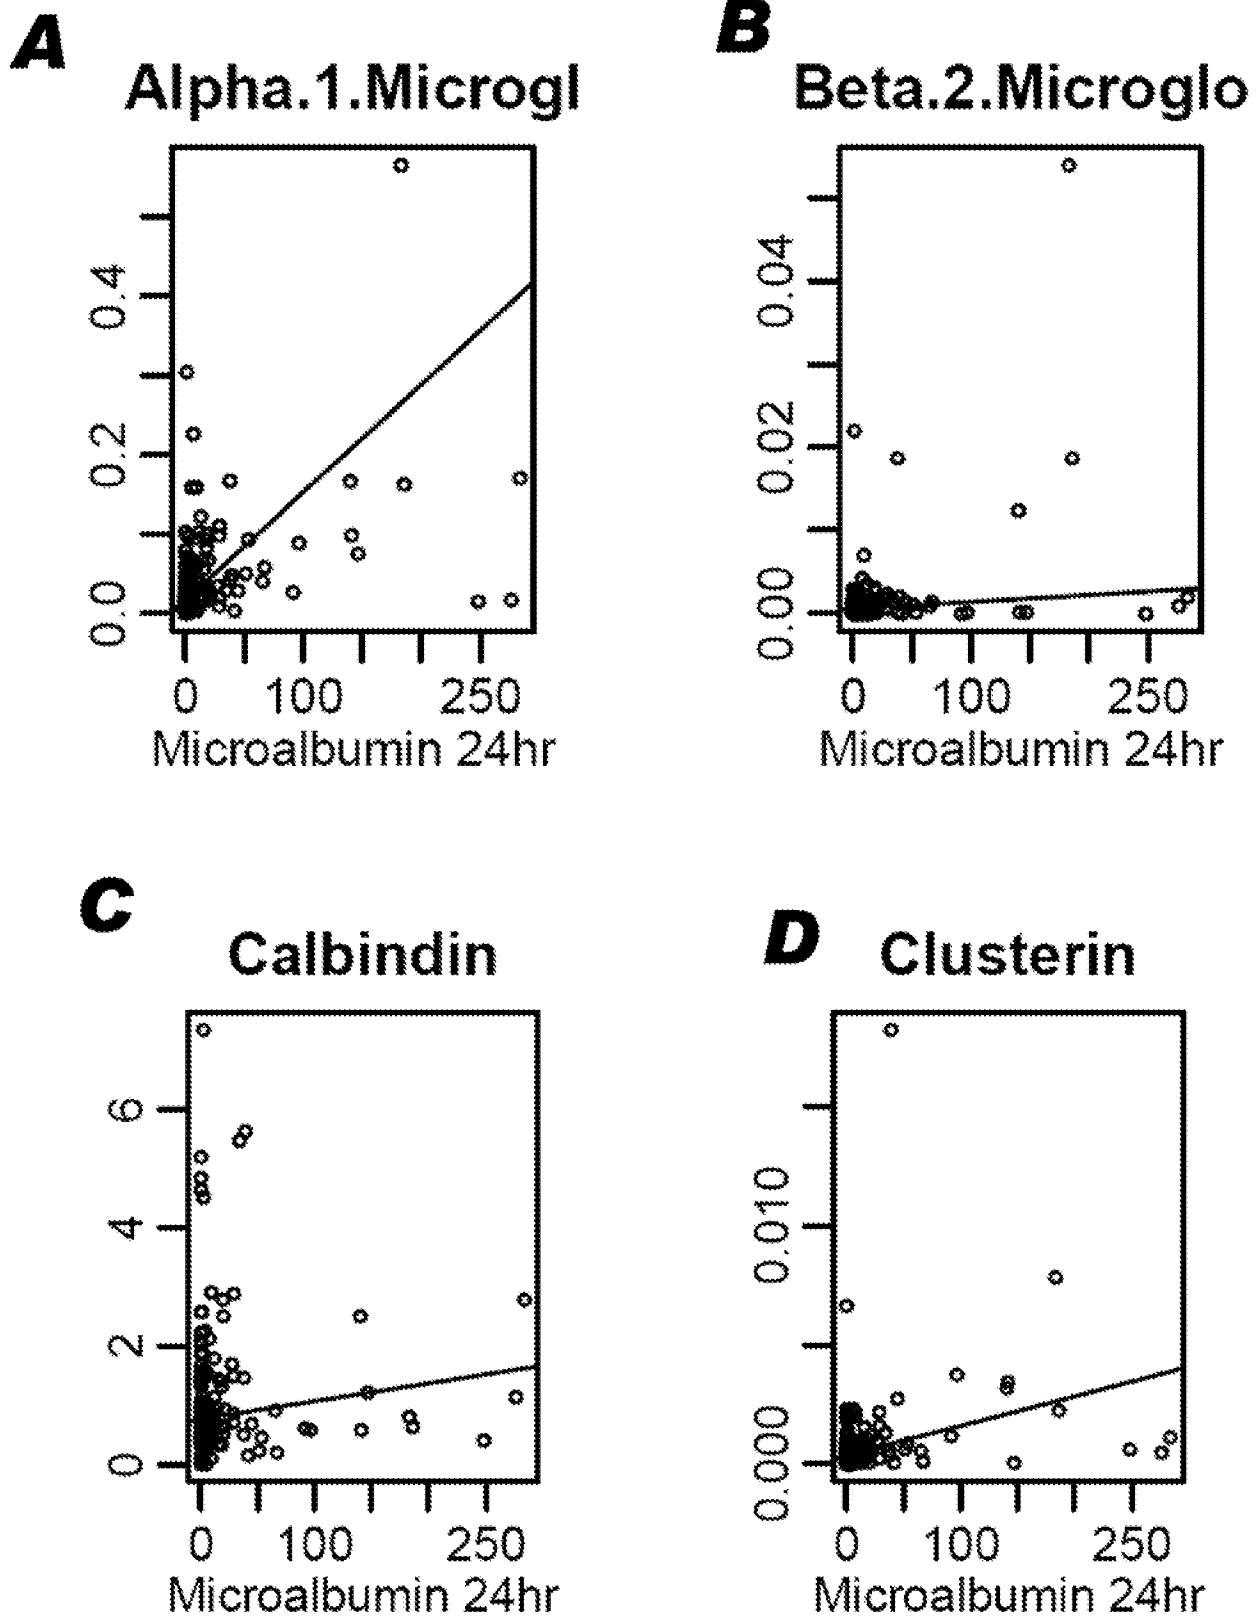 A
Alpha.1.Microgl
0.4
0.2
0.0
0 100 250
Microalbumin 24hr
B
Beta.2.Microglo
0.04
0.02
0.00
0 100 250
Microalbumin 24hr
C
Calbindin
6
4
2
0
0 100 250
Microalbumin 24hr
D
Clusterin
0.010
0.000
0 100 250
Microalbumin 24hr